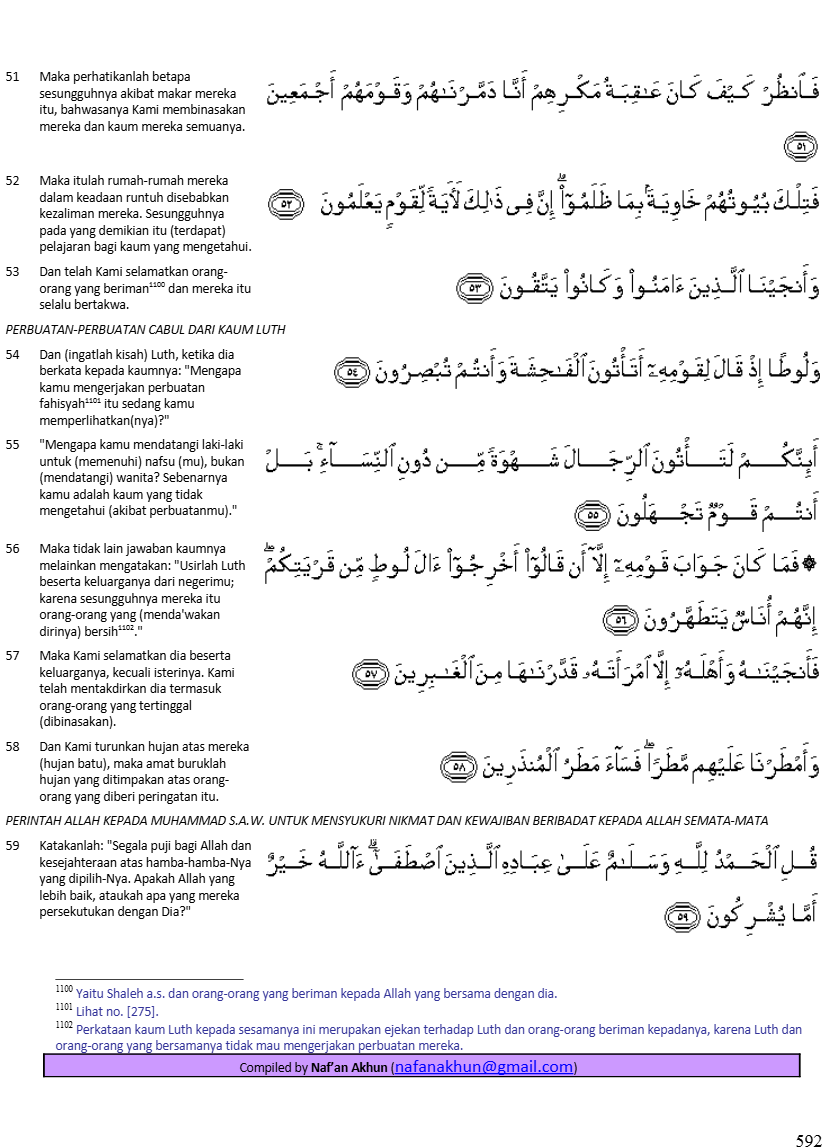 51 Maka perhatikanlah betapa
sesungguhnya akibat makar mereka
itu, bahwasanya Kami membinasakan
mereka dan kaum mereka semuanya.
فَٱنظُرۡ كَيۡفَ كَانَ عَـٰقِبَةُ مَكۡرِهِمۡ أَنَّا دَمَّرۡنَـٰهُمۡ وَقَوۡمَهُمۡ أَجۡمَعِينَ
٥١
52 Maka itulah rumah-rumah mereka
dalam keadaan runtuh disebabkan
kezaliman mereka. Sesungguhnya
pada yang demikian itu (terdapat)
pelajaran bagi kaum yang mengetahui.
فَتِلۡكَ بُيُوتُهُمۡ خَاوِيَةَۢ بِمَا ظَلَمُوٓاْۗ إِنَّ فِى ذَٲلِكَ لَأَيَةً لِّقَوۡمٍ يَعۡلَمُونَ ٥٢
53 Dan telah Kami selamatkan orang-
orang yang beriman1100 dan mereka itu
selalu bertakwa.
وَأَنجَيۡنَا ٱلَّذِينَ ءَامَنُواْ وَكَانُواْ يَتَّقُونَ ٥٣
PERBUATAN-PERBUATAN CABUL DARI KAUM LUTH
54 Dan (ingatlah kisah) Luth, ketika dia
berkata kepada kaumnya: "Mengapa
kamu mengerjakan perbuatan
fahisyah1101 itu sedang kamu
memperlihatkan(nya)?"
وَلُوطًا إِذۡ قَالَ لِقَوۡمِهِۦٓ أَتَأۡتُونَ ٱلۡفَـٰحِشَةَ وَأَنتُمۡ تُبۡصِرُونَ ٥٤
55 "Mengapa kamu mendatangi laki-laki
untuk (memenuhi) nafsu (mu), bukan
(mendatangi) wanita? Sebenarnya
kamu adalah kaum yang tidak
mengetahui (akibat perbuatanmu)."
أَٮِٕنَّكُمۡ لَتَأۡتُونَ ٱلرِّجَالَ شَهۡوَةً مِّن دُونِ ٱلنِّسَآءِۚ بَلۡ
أَنتُمۡ قَوۡمٌ تَجۡهَلُونَ ٥٥
56 Maka tidak lain jawaban kaumnya
melainkan mengatakan: "Usirlah Luth
beserta keluarganya dari negerimu;
karena sesungguhnya mereka itu
orang-orang yang (menda'wakan
dirinya) bersih1102."
۞ فَمَا كَانَ جَوَابَ قَوۡمِهِۦٓ إِلَّآ أَن قَالُوٓاْ أَخۡرِجُوٓاْ ءَالَ لُوطٍ مِّن قَرۡيَتِكُمۡۖ
إِنَّهُمۡ أُنَاسٌ يَتَطَهَّرُونَ ٥٦
57 Maka Kami selamatkan dia beserta
keluarganya, kecuali isterinya. Kami
telah mentakdirkan dia termasuk
orang-orang yang tertinggal
(dibinasakan).
فَأَنجَيۡنَـٰهُ وَأَهۡلَهُۥٓ إِلَّا ٱمۡرَأَتَهُۥ قَدَّرۡنَـٰهَا مِنَ ٱلۡغَـٰبِرِينَ ٥٧
58 Dan Kami turunkan hujan atas mereka
(hujan batu), maka amat buruklah
hujan yang ditimpakan atas orang-
orang yang diberi peringatan itu.
وَأَمۡطَرۡنَا عَلَيۡهِم مَّطَرًاۖ فَسَآءَ مَطَرُ ٱلۡمُنذَرِينَ ٥٨
PERINTAH ALLAH KEPADA MUHAMMAD S.A.W. UNTUK MENSYUKURI NIKMAT DAN KEWAJIBAN BERIBADAT KEPADA ALLAH SEMATA-MATA
59 Katakanlah: "Segala puji bagi Allah dan
kesejahteraan atas hamba-hamba-Nya
yang dipilih-Nya. Apakah Allah yang
lebih baik, ataukah apa yang mereka
persekutukan dengan Dia?"
قُلِ ٱلۡحَمۡدُ لِلَّهِ وَسَلَـٰمٌ عَلَىٰ عِبَادِهِ ٱلَّذِينَ ٱصۡطَفَىٰٓۗ ءَآللَّهُ خَيۡرٌ
أَمَّا يُشۡرِكُونَ ٥٩
1100 Yaitu Shaleh a.s. dan orang-orang yang beriman kepada Allah yang bersama dengan dia.
1101 Lihat no. [275].
1102 Perkataan kaum Luth kepada sesamanya ini merupakan ejekan terhadap Luth dan orang-orang beriman kepadanya, karena Luth dan
orang-orang yang bersamanya tidak mau mengerjakan perbuatan mereka.
Compiled by Naf'an Akhun (nafanakhun@gmail.com)
592